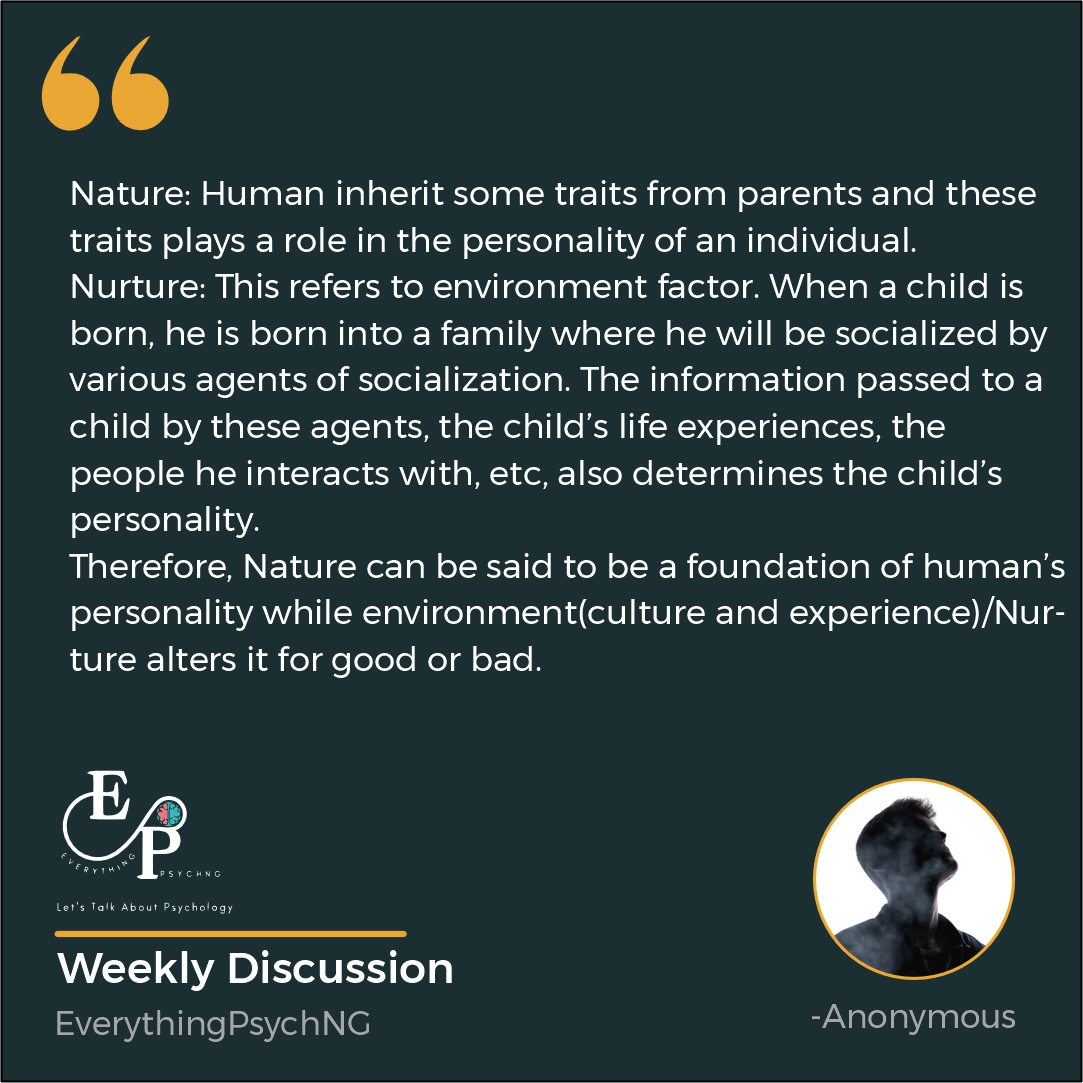 Nature: Human inherit some traits from parents and these
traits plays a role in the personality of an individual.
Nurture: This refers to environment factor. When a child is
born, he is born into a family where he will be socialized by
various agents of socialization. The information passed to a
child by these agents, the child’s life experiences, the
people he interacts with, etc, also determines the child’s
personality.
Therefore, Nature can be said to be a foundation of human’s
personality while environment(culture and experience)/Nur-
ture alters it for good or bad.
E
P
EVERYTHING
PSYCHNG
Let's Talk About Psychology
Weekly Discussion
EverythingPsychNG
-Anonymous